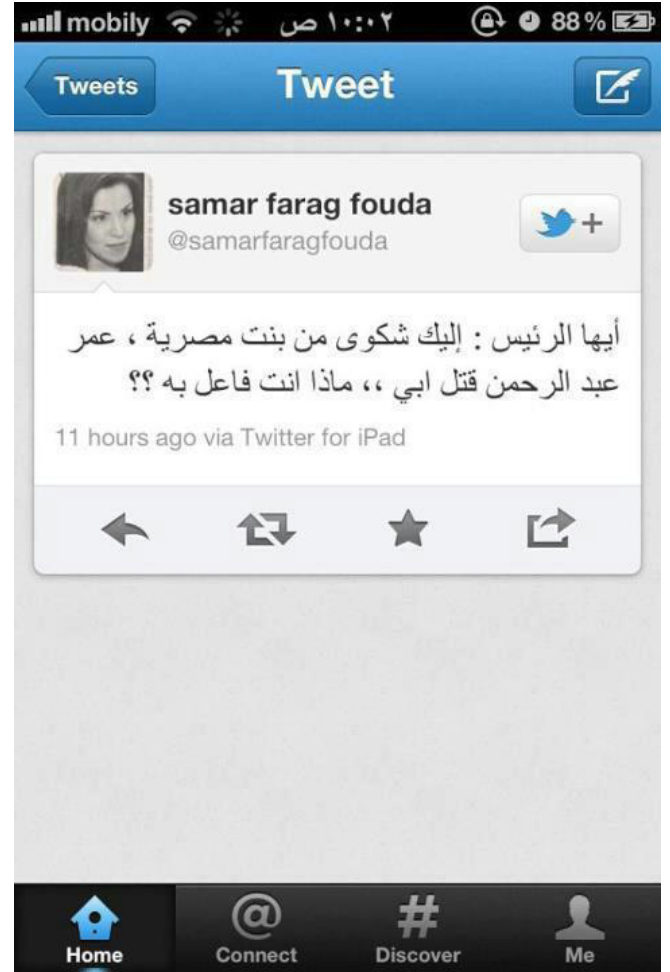 mobily ١٠:٠٢ ص 88%
Tweets Tweet
samar farag fouda
@samarfaragfouda
أيها الرئيس : إليك شكوى من بنت مصرية ، عمر
عبد الرحمن قتل ابي ،، ماذا انت فاعل به ؟؟
11 hours ago via Twitter for iPad
Home Connect Discover Me